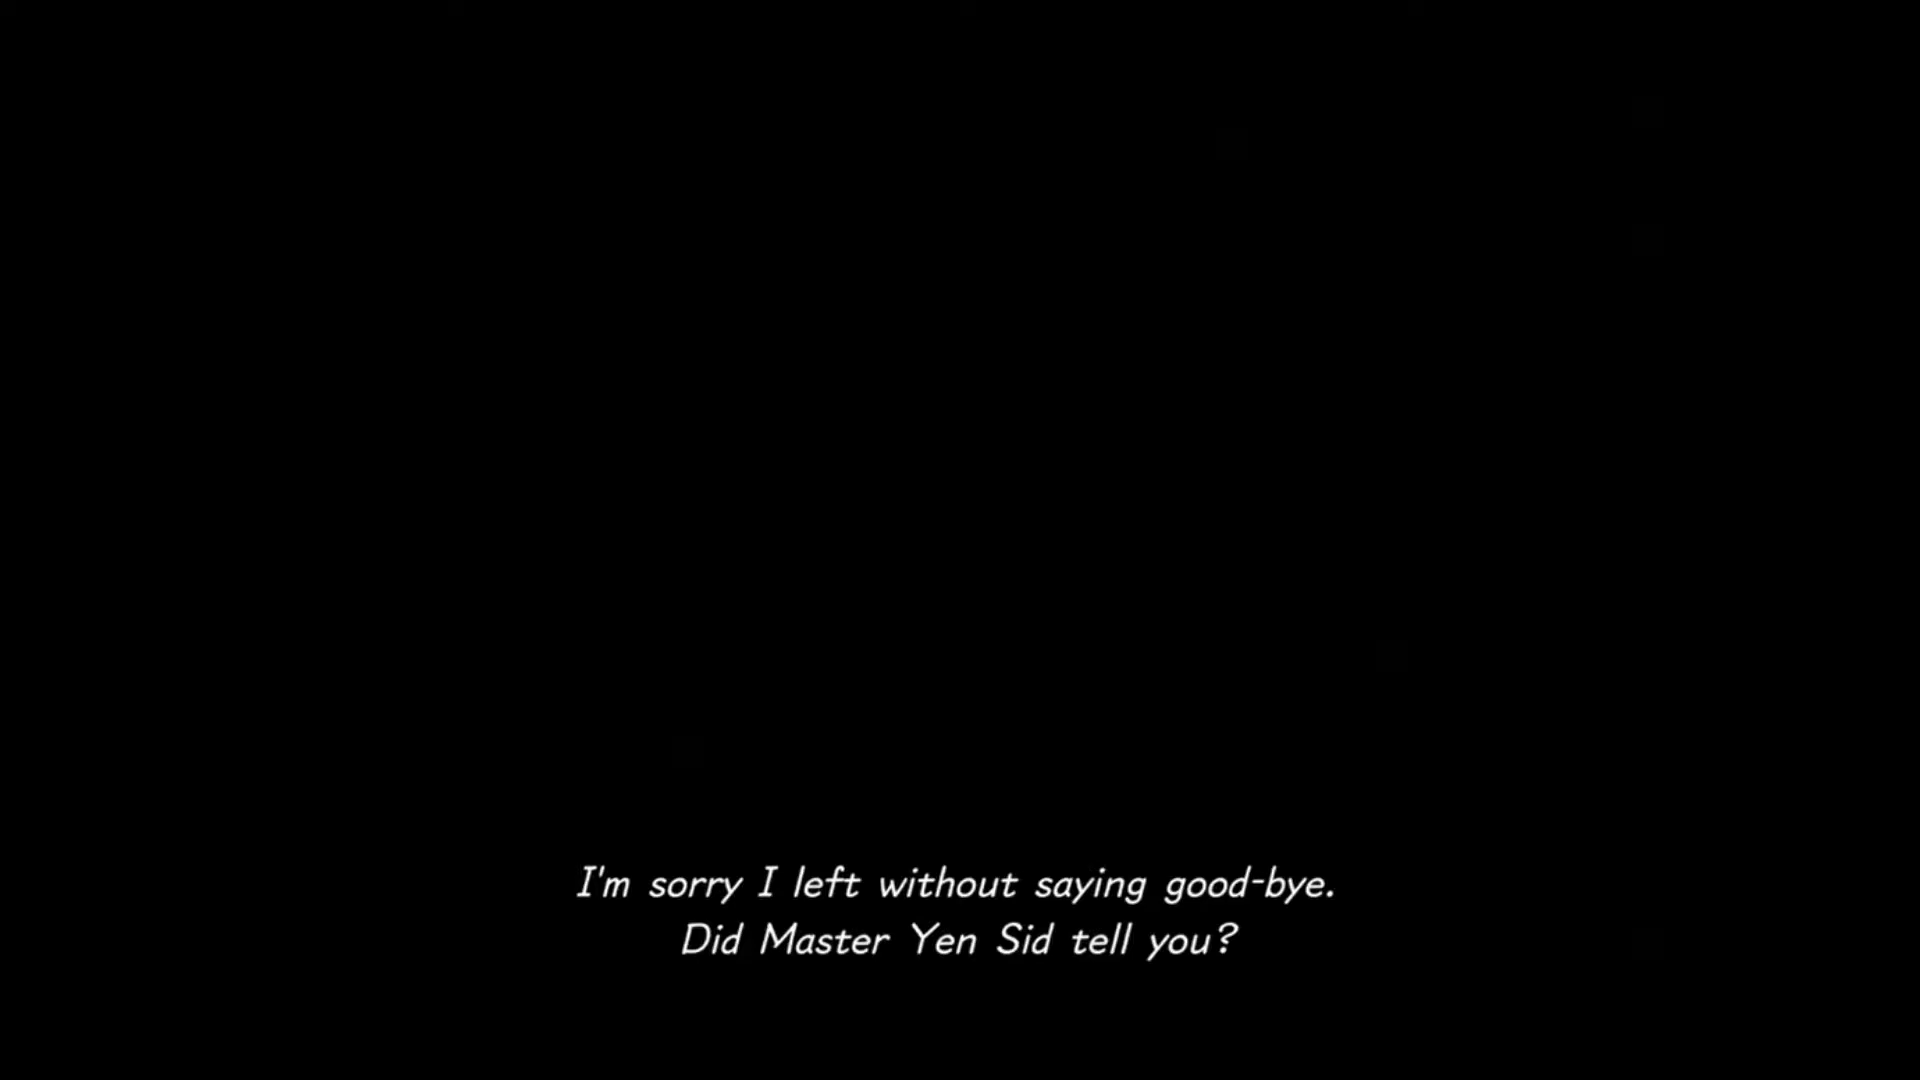 I'm sorry I left without saying good-bye.
Did Master Yen Sid tell you?